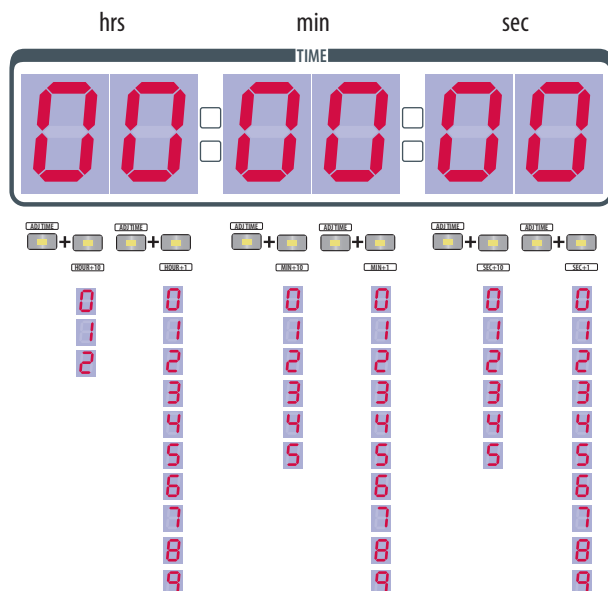 hrs min sec
TIME
00 00 00
ADJ TIME + ADJ TIME + ADJ TIME + ADJ TIME + ADJ TIME + ADJ TIME +
HOUR+10 HOUR+1 MIN+10 MIN+1 SEC+10 SEC+1
0 0 0 0 0 0
1 1 1 1 1 1
2 2 2 2 2 2
3 3 3 3 3
4 4 4 4 4
5 5 5 5 5
6 6 6
7 7 7
8 8 8
9 9 9